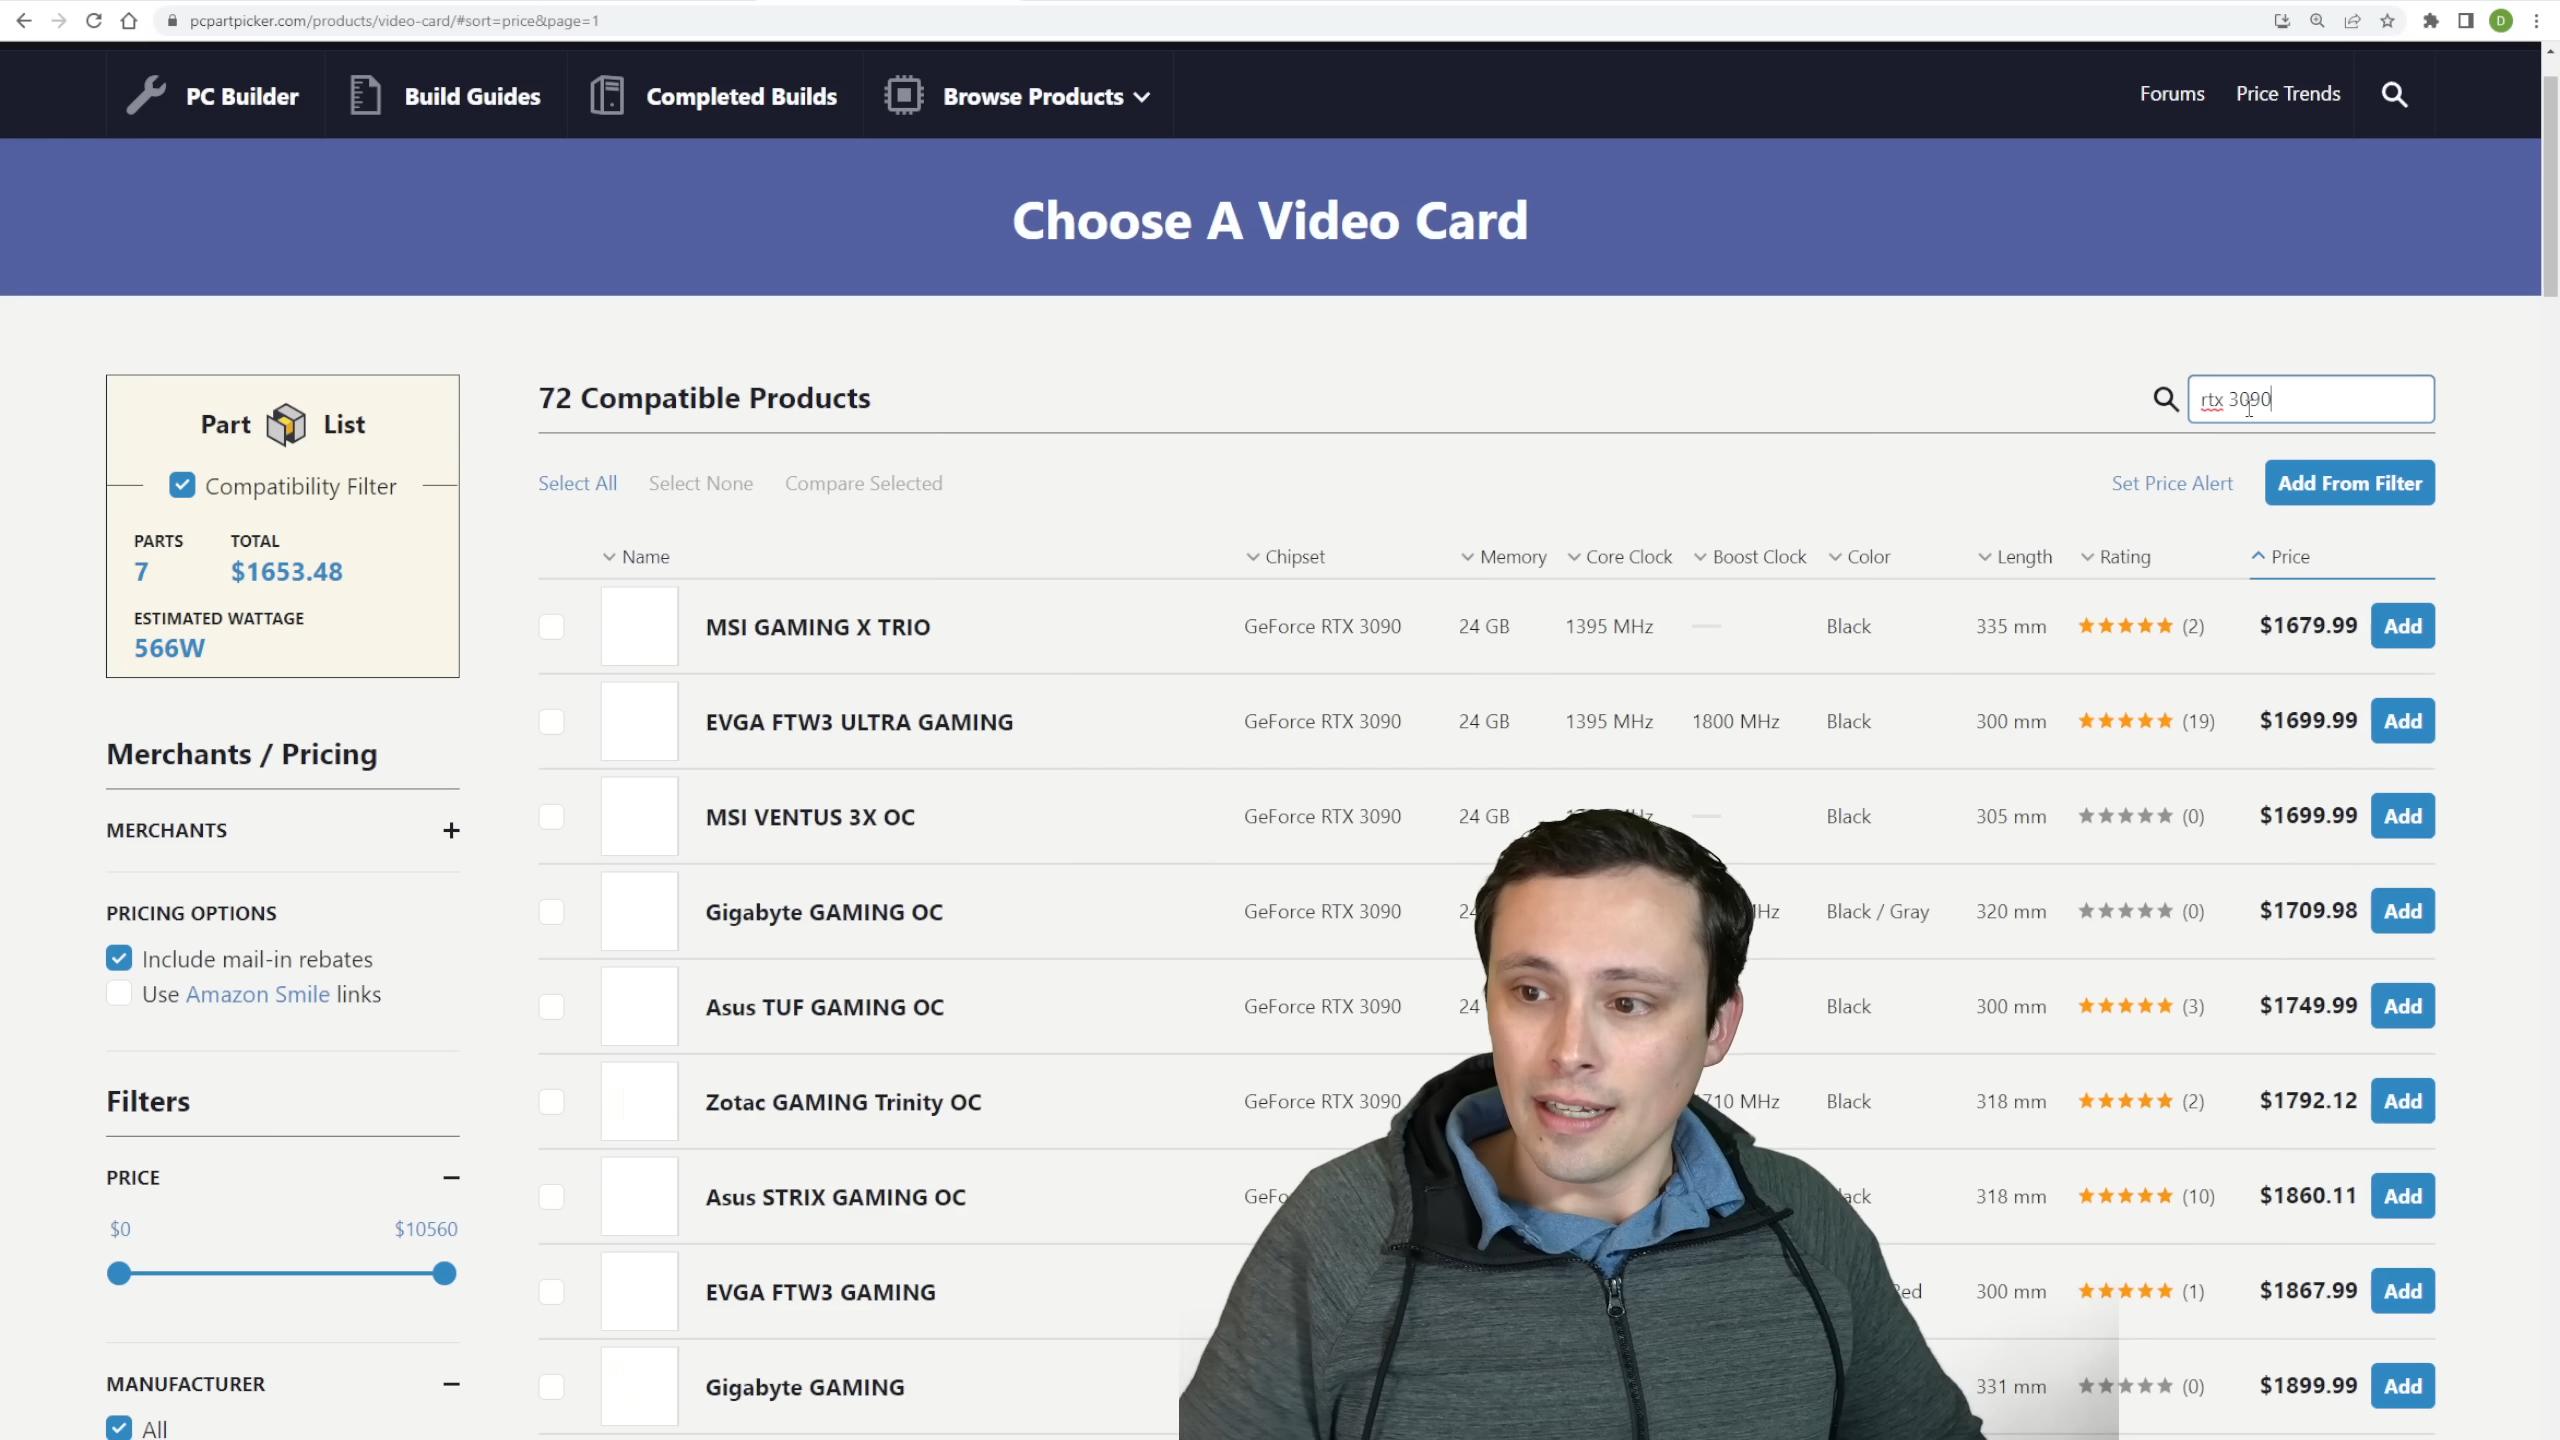 pcpartpicker.com/products/video-card/#sort=price&page=1
D
PC Builder
Build Guides
Completed Builds
Browse Products
Forums
Price Trends
Choose A Video Card
Part List
Compatibility Filter
PARTS TOTAL
7 $1653.48
ESTIMATED WATTAGE
566W
Merchants / Pricing
MERCHANTS +
PRICING OPTIONS
Include mail-in rebates
Use Amazon Smile links
Filters
PRICE
$0 $10560
MANUFACTURER
All
72 Compatible Products
rtx 3090
Select All Select None Compare Selected
Set Price Alert Add From Filter
Name Chipset Memory Core Clock Boost Clock Color Length Rating Price
MSI GAMING X TRIO GeForce RTX 3090 24 GB 1395 MHz Black 335 mm (2) $1679.99 Add
EVGA FTW3 ULTRA GAMING GeForce RTX 3090 24 GB 1395 MHz 1800 MHz Black 300 mm (19) $1699.99 Add
MSI VENTUS 3X OC GeForce RTX 3090 24 GB Black 305 mm (0) $1699.99 Add
Gigabyte GAMING OC GeForce RTX 3090 Black / Gray 320 mm (0) $1709.98 Add
Asus TUF GAMING OC GeForce RTX 3090 24 Black 300 mm (3) $1749.99 Add
Zotac GAMING Trinity OC GeForce RTX 3090 MHz Black 318 mm (2) $1792.12 Add
Asus STRIX GAMING OC 318 mm (10) $1860.11 Add
EVGA FTW3 GAMING 300 mm (1) $1867.99 Add
Gigabyte GAMING 331 mm (0) $1899.99 Add